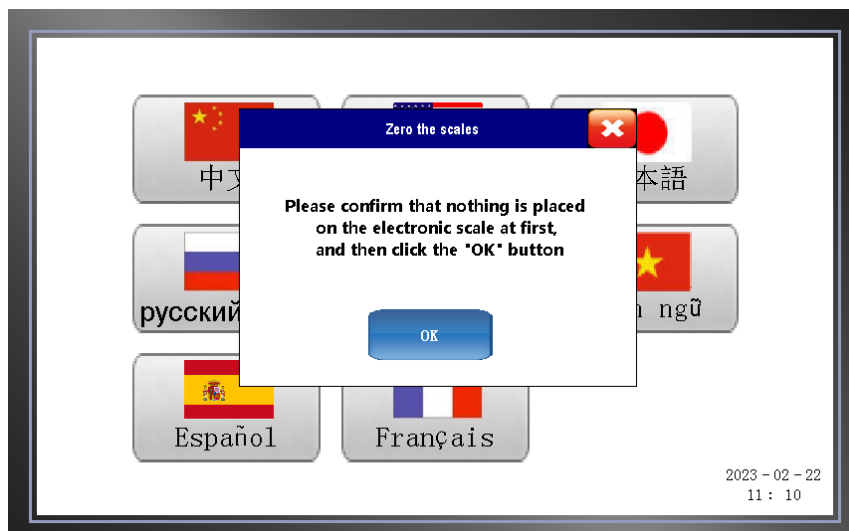 Zero the scales
Please confirm that nothing is placed
on the electronic scale at first,
and then click the "OK" button
OK
中
本語
русский
ngữ
Español
Français
2023-02-22
11: 10